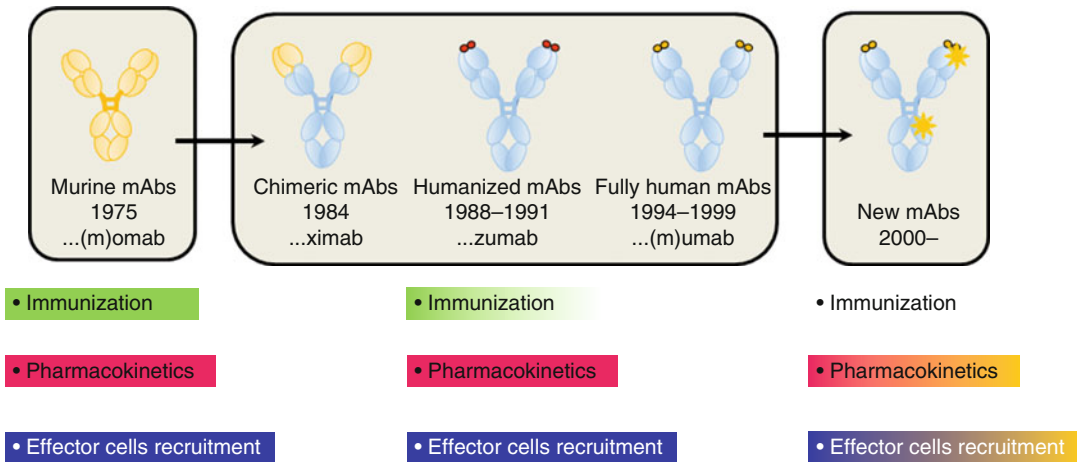 Murine mAbs
1975
...(m)omab
Chimeric mAbs
1984
...ximab
Humanized mAbs
1988–1991
...zumab
Fully human mAbs
1994–1999
...(m)umab
New mAbs
2000–
• Immunization
• Immunization
• Immunization
• Pharmacokinetics
• Pharmacokinetics
• Pharmacokinetics
• Effector cells recruitment
• Effector cells recruitment
• Effector cells recruitment